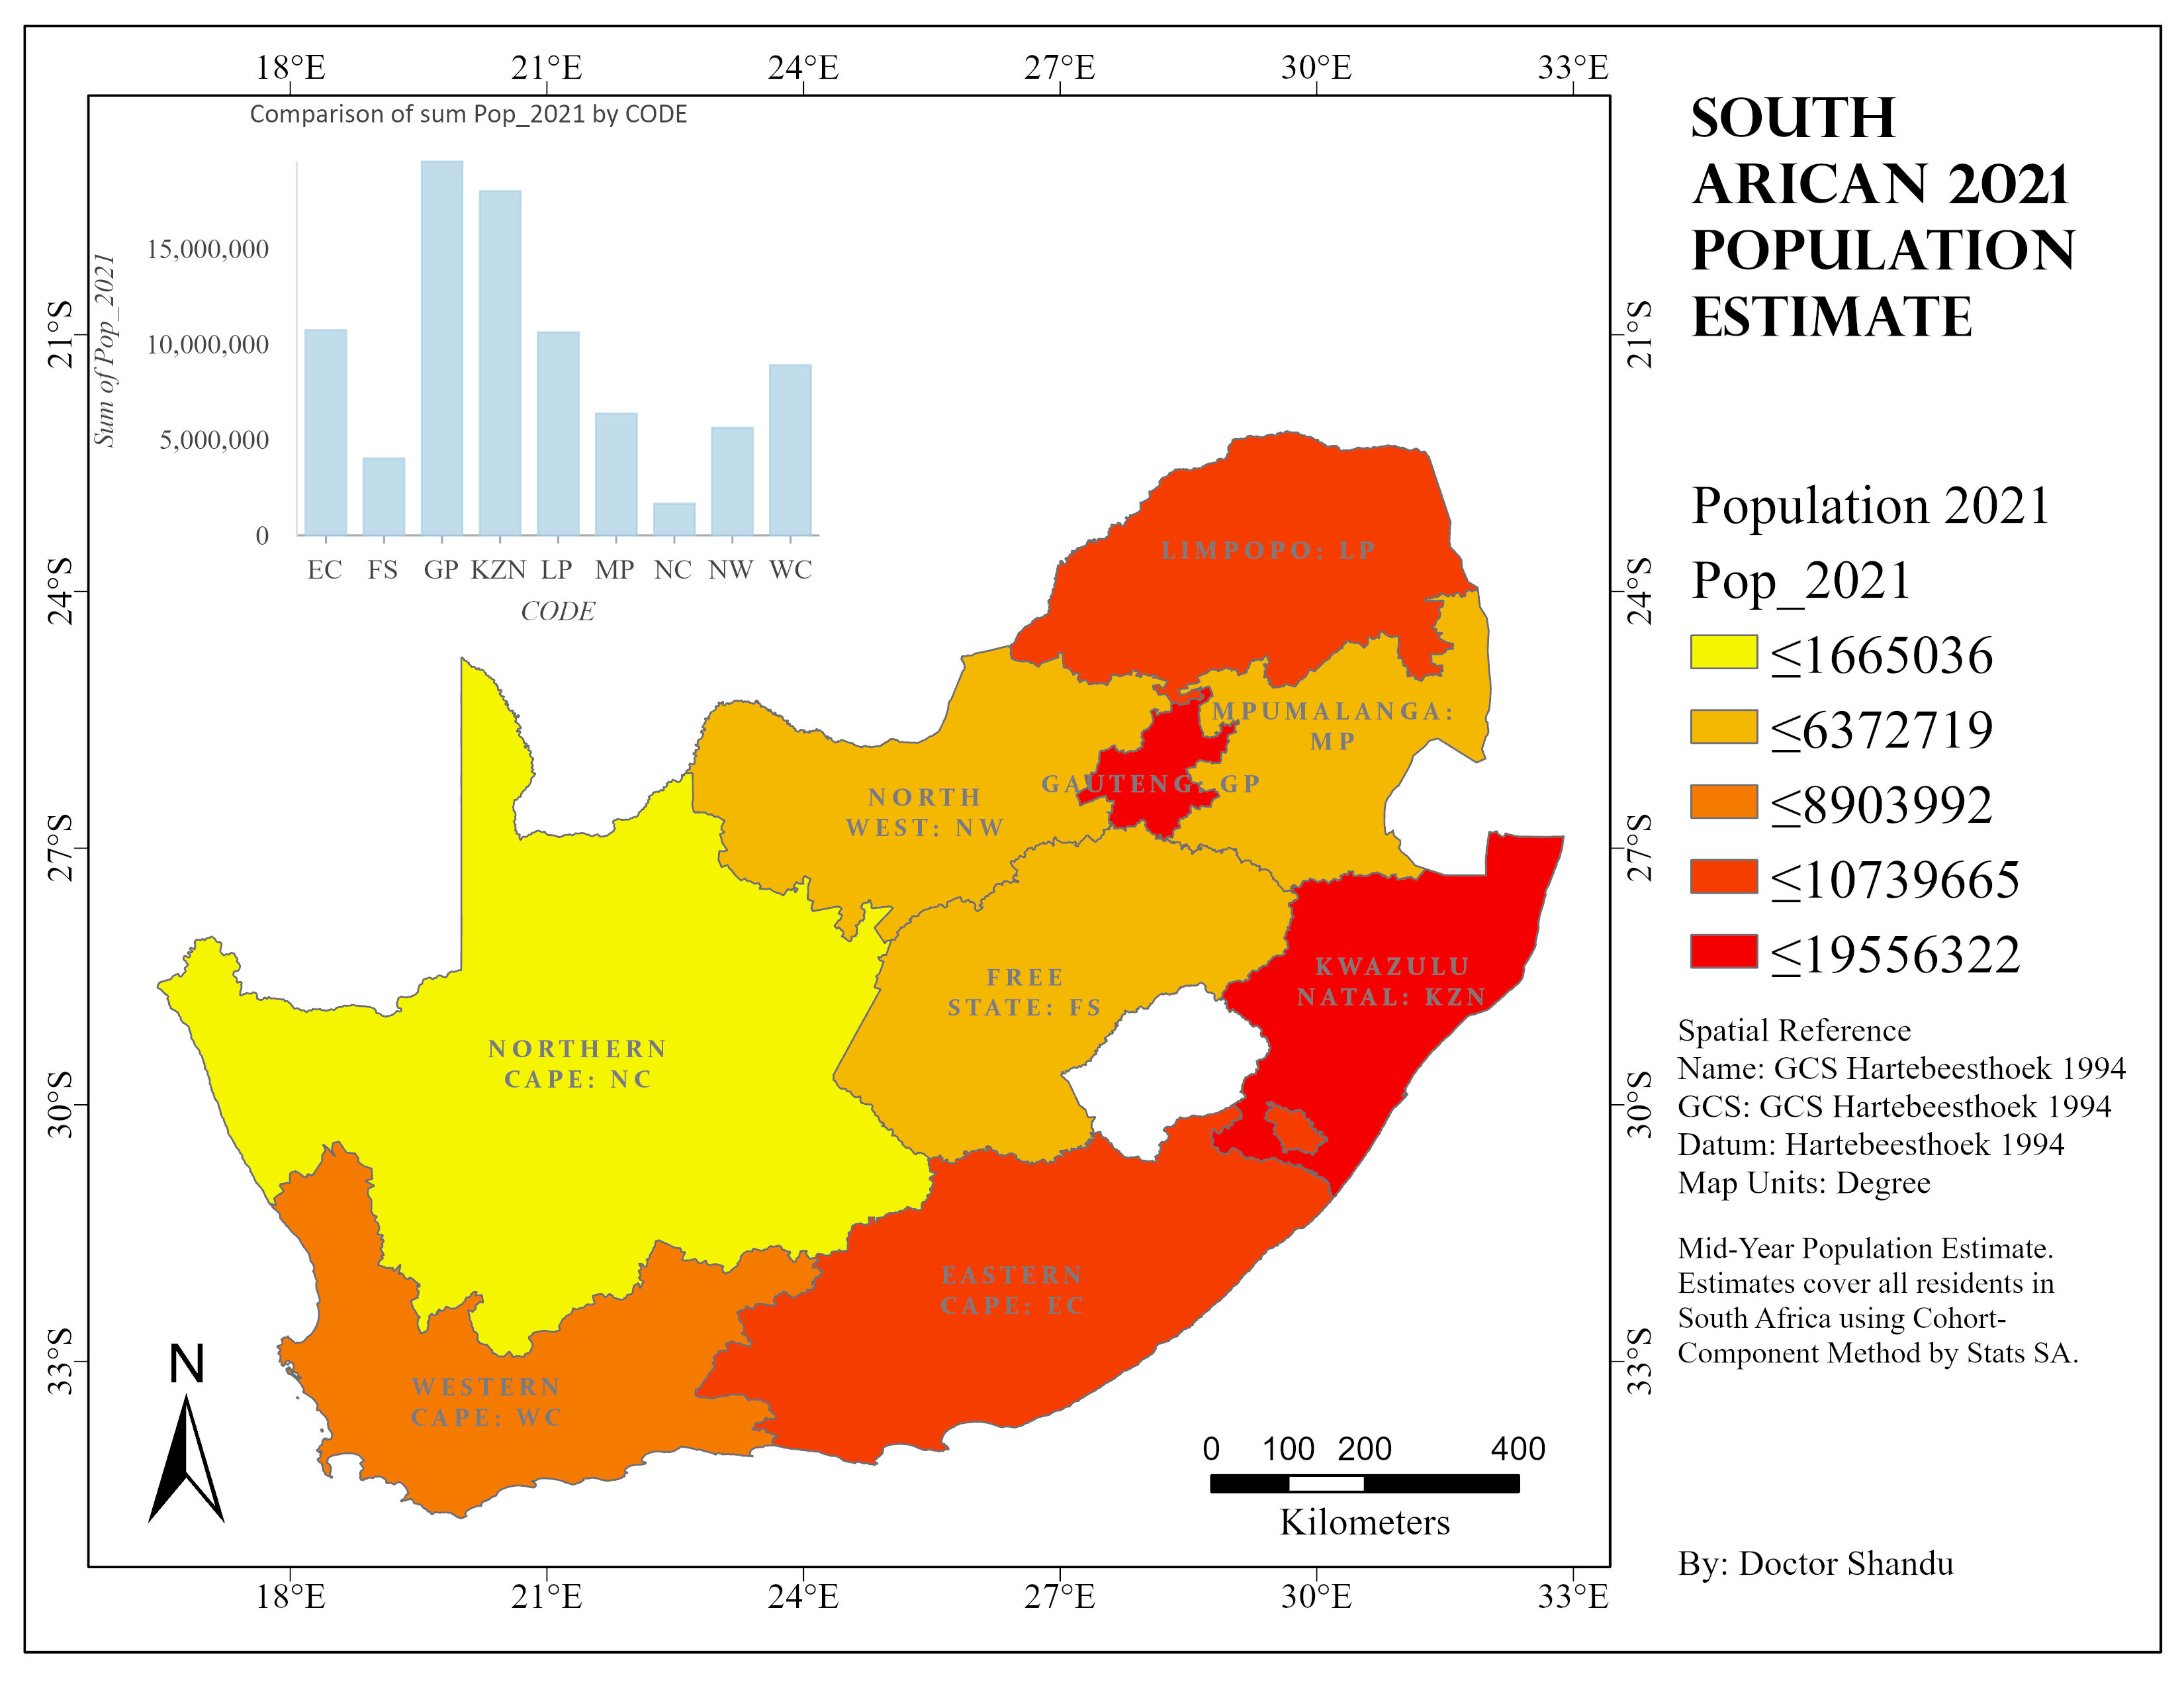 18°E 21°E 24°E 27°E 30°E 33°E
Comparison of sum Pop_2021 by CODE
Sum of Pop_2021
15,000,000
10,000,000
5,000,000
0
EC FS GP KZN LP MP NC NW WC
CODE
21°S
24°S
27°S
30°S
33°S
LIMPOPO: LP
MPUMALANGA:
MP
GAUTENG: GP
NORTH
WEST: NW
FREE
STATE: FS
KWAZULU
NATAL: KZN
NORTHERN
CAPE: NC
EASTERN
CAPE: EC
WESTERN
CAPE: WC
N
0 100 200 400
Kilometers
21°S
24°S
27°S
30°S
33°S
18°E 21°E 24°E 27°E 30°E 33°E
SOUTH
ARICAN 2021
POPULATION
ESTIMATE
Population 2021
Pop_2021
≤1665036
≤6372719
≤8903992
≤10739665
≤19556322
Spatial Reference
Name: GCS Hartebeesthoek 1994
GCS: GCS Hartebeesthoek 1994
Datum: Hartebeesthoek 1994
Map Units: Degree
Mid-Year Population Estimate.
Estimates cover all residents in
South Africa using Cohort-
Component Method by Stats SA.
By: Doctor Shandu